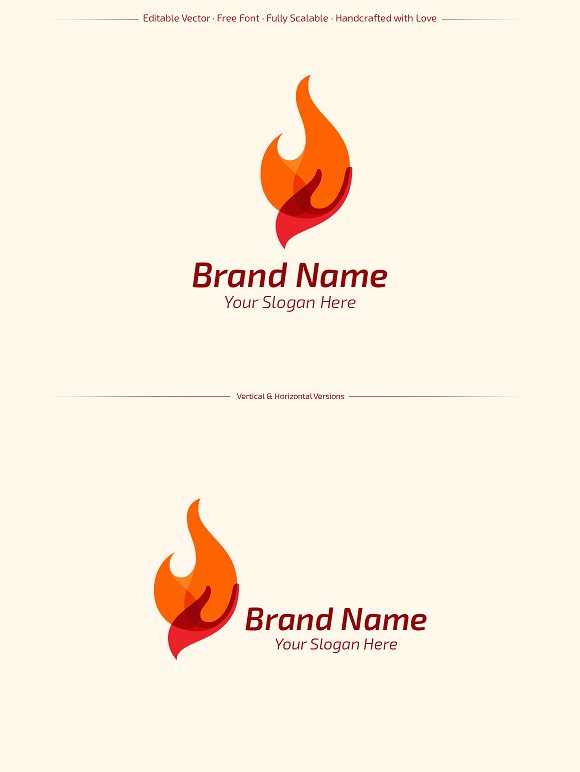 Editable Vector · Free Font · Fully Scalable · Handcrafted with Love
Brand Name
Your Slogan Here
Vertical & Horizontal Versions
Brand Name
Your Slogan Here